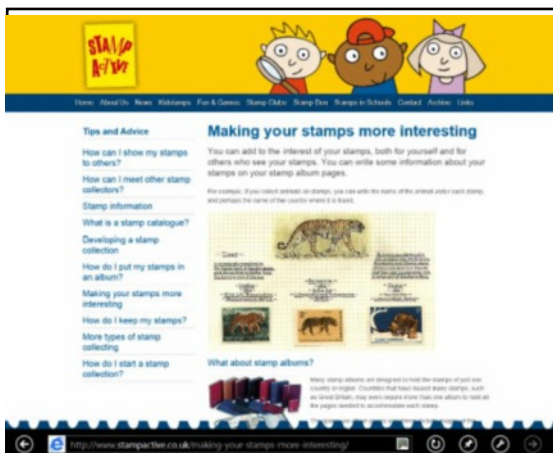 STAMP
ACTIVE
Home About Us News Kidstamps Fun & Games Stamp Clubs Stamp Den Stamps in Schools Contact Archive Links
Tips and Advice
How can I show my stamps
to others?
How can I meet other stamp
collectors?
Stamp information
What is a stamp catalogue?
Developing a stamp
collection
How do I put my stamps in
an album?
Making your stamps more
interesting
How do I keep my stamps?
More types of stamp
collecting
How do I start a stamp
collection?
Making your stamps more interesting
You can add to the interest of your stamps, both for yourself and for
others who see your stamps. You can write some information about your
stamps on your stamp album pages.
For example, if you collect animals on stamps, you can write the name of the animal under each stamp,
and perhaps the name of the country where it is found.
What about stamp albums?
Many stamp albums are designed to hold the stamps of just one
country or region. Countries that have issued many stamps, such
as Great Britain, may even require more than one album to hold all
the pages needed to accommodate each stamp.
http://www.stampactive.co.uk/making-your-stamps-more-interesting/